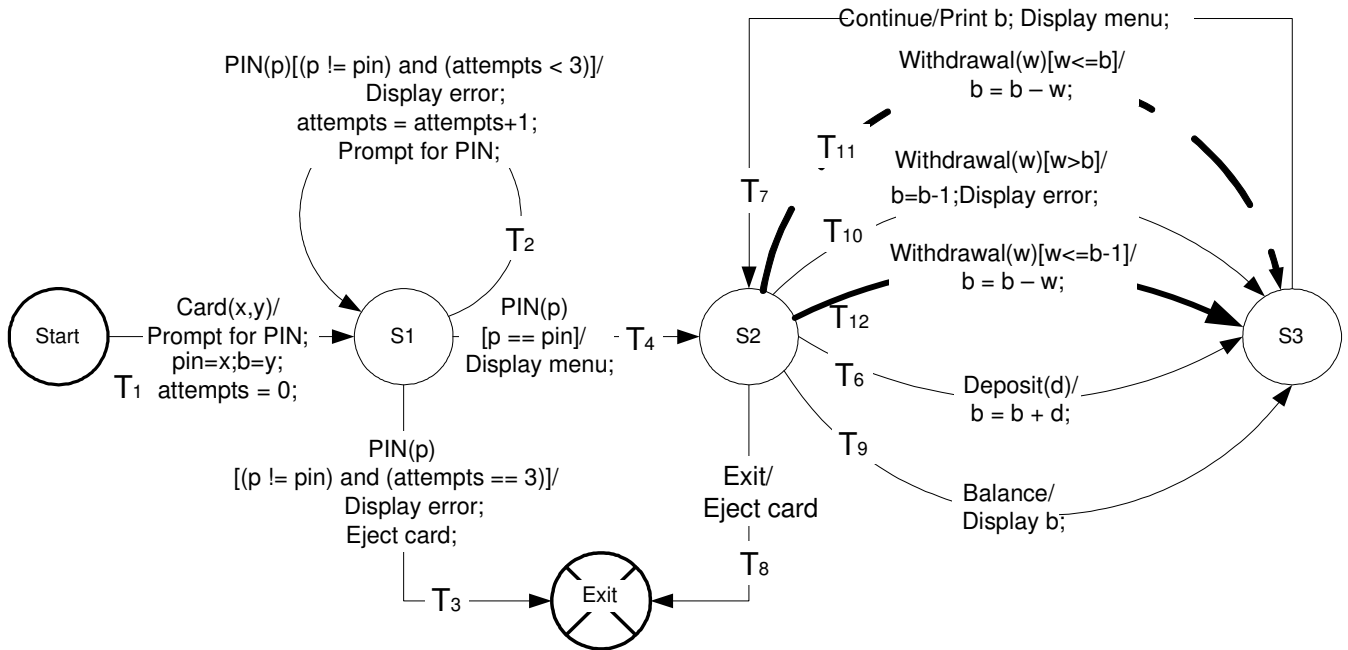 Continue/Print b; Display menu;
PIN(p)[(p != pin) and (attempts < 3)]/
Display error;
attempts = attempts+1;
Prompt for PIN;
Withdrawal(w)[w<=b]/
b = b – w;
T11
Withdrawal(w)[w>b]/
b=b-1;Display error;
T7
T10
T2
Withdrawal(w)[w<=b-1]/
b = b – w;
Start
Card(x,y)/
Prompt for PIN;
pin=x;b=y;
attempts = 0;
T1
S1
PIN(p)
[p == pin]/
Display menu;
T4
S2
T12
S3
T6
Deposit(d)/
b = b + d;
T9
PIN(p)
[(p != pin) and (attempts == 3)]/
Display error;
Eject card;
Exit/
Eject card
Balance/
Display b;
T8
T3
Exit